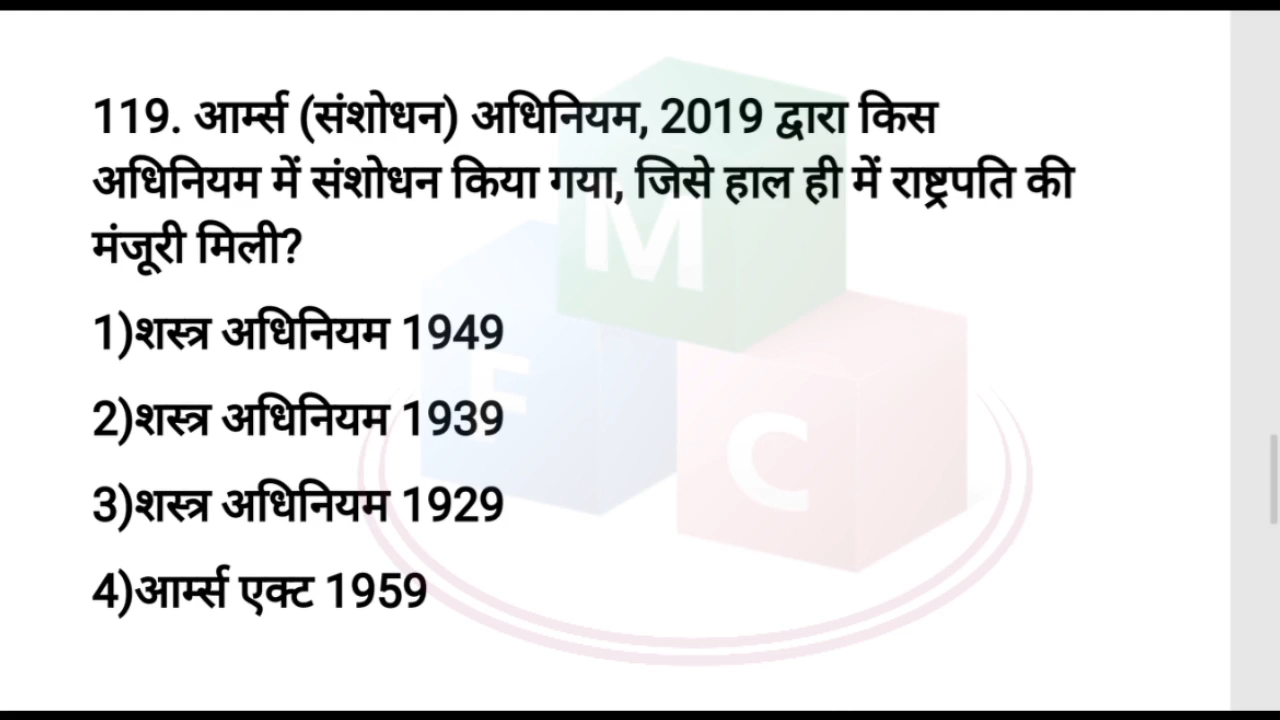 119. आर्म्स (संशोधन) अधिनियम, 2019 द्वारा किस
अधिनियम में संशोधन किया गया, जिसे हाल ही में राष्ट्रपति की
मंजूरी मिली?
1)शस्त्र अधिनियम 1949
2)शस्त्र अधिनियम 1939
3)शस्त्र अधिनियम 1929
4)आर्म्स एक्ट 1959
M
E
C